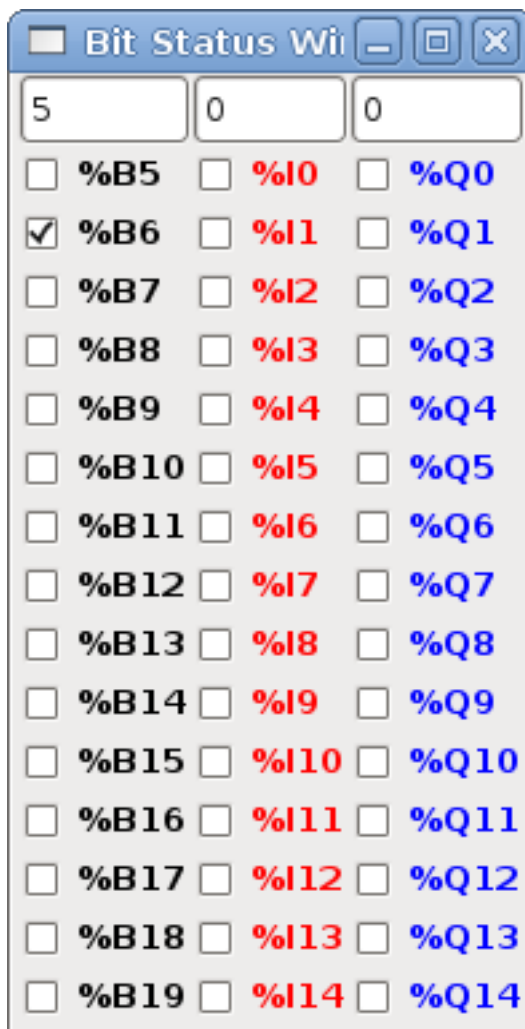 Bit Status Wi
5 0 0
%B5 %I0 %Q0
%B6 %I1 %Q1
%B7 %I2 %Q2
%B8 %I3 %Q3
%B9 %I4 %Q4
%B10 %I5 %Q5
%B11 %I6 %Q6
%B12 %I7 %Q7
%B13 %I8 %Q8
%B14 %I9 %Q9
%B15 %I10 %Q10
%B16 %I11 %Q11
%B17 %I12 %Q12
%B18 %I13 %Q13
%B19 %I14 %Q14